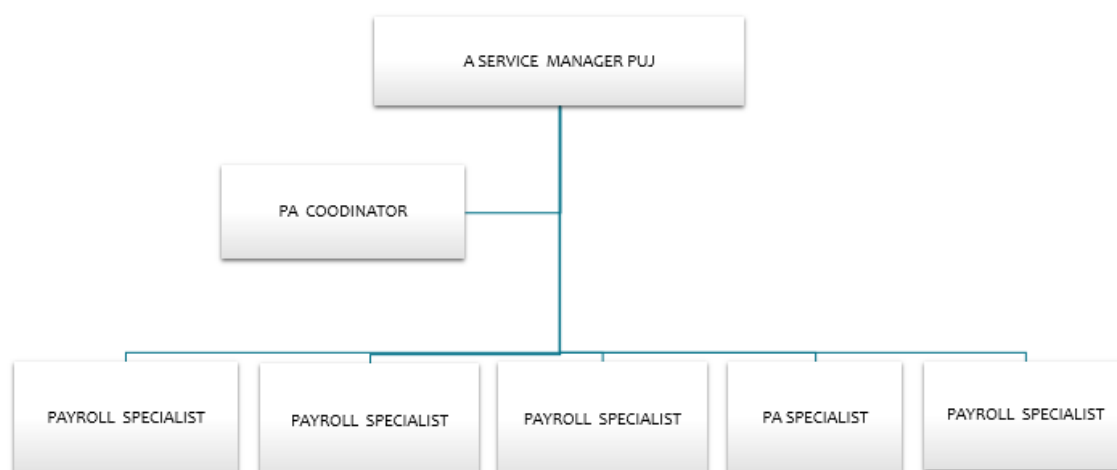 A SERVICE MANAGER PUJ
PA COODINATOR
PAYROLL SPECIALIST
PAYROLL SPECIALIST
PAYROLL SPECIALIST
PA SPECIALIST
PAYROLL SPECIALIST